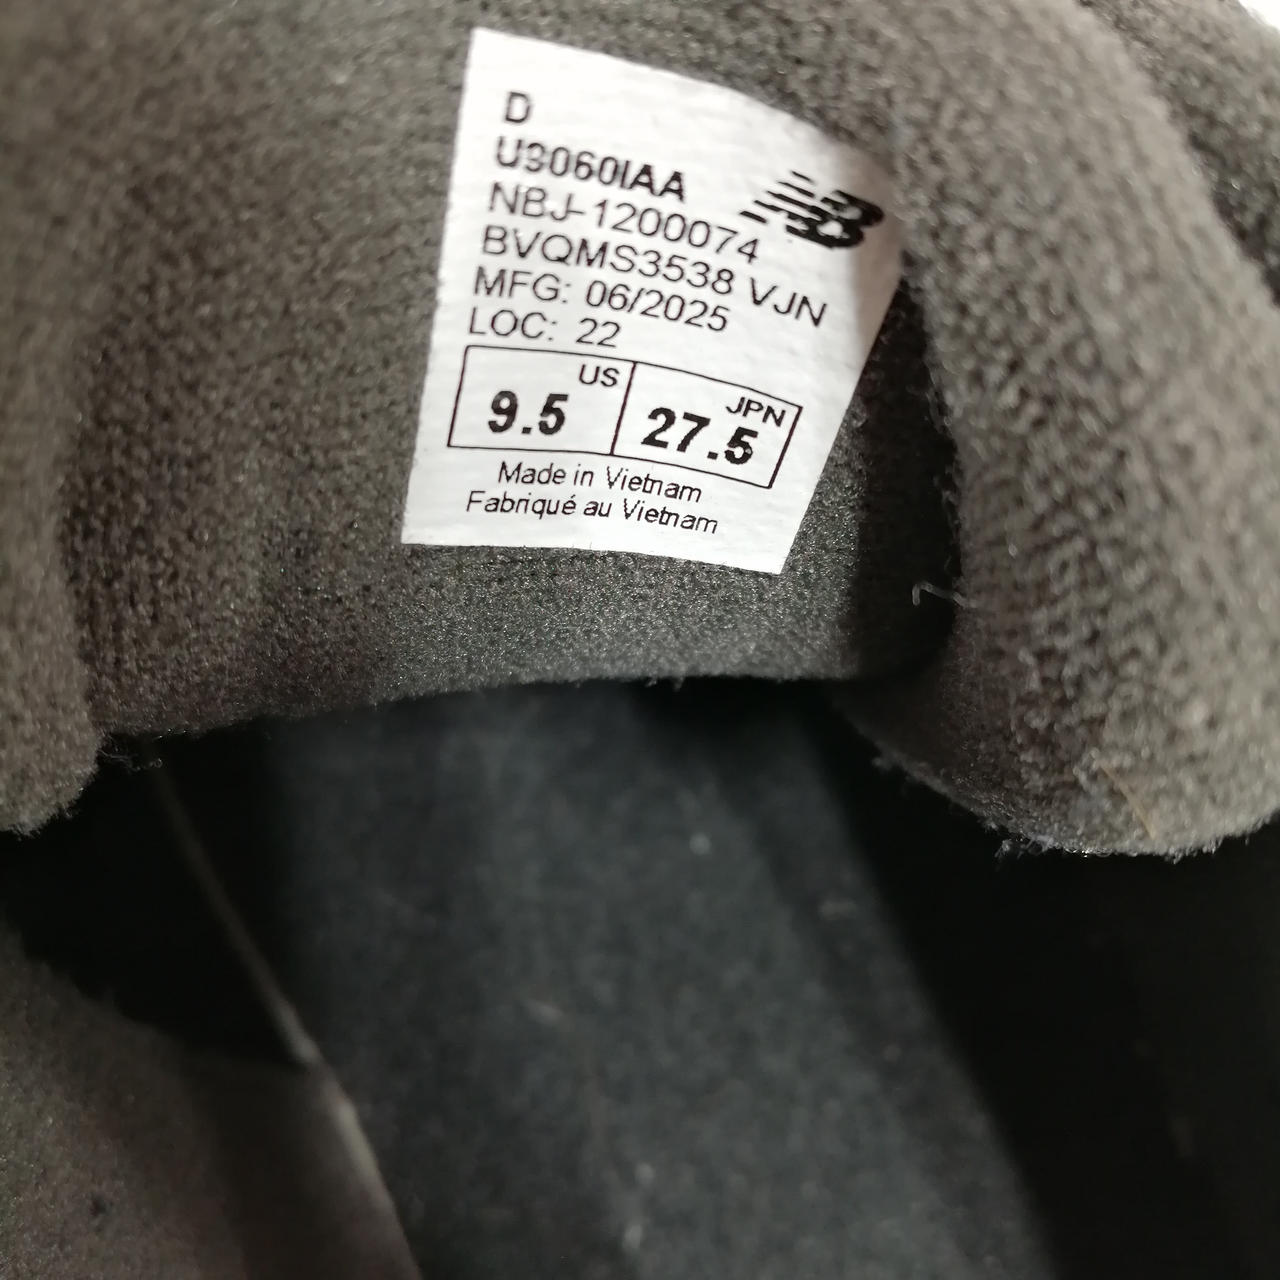 D
U9060IAA
NB
NBJ-1200074
BVQMS3538 VJN
MFG: 06/2025
LOC: 22
US JPN
9.5 27.5
Made in Vietnam
Fabriqué au Vietnam